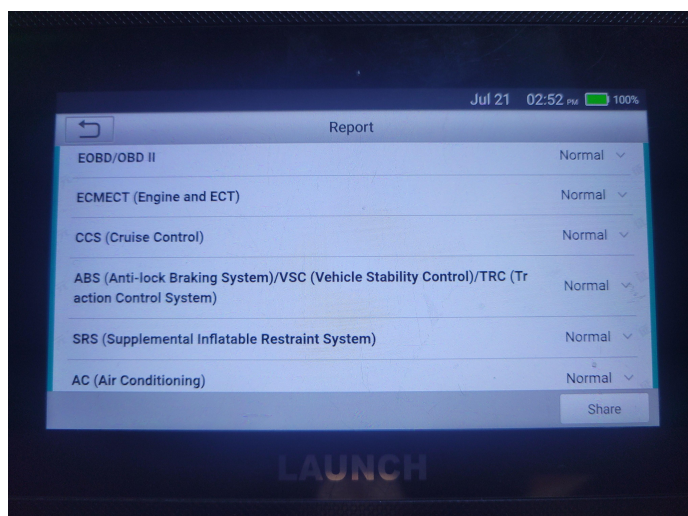 Jul 21 02:52 PM 100%
Report
EOBD/OBD II Normal
ECMECT (Engine and ECT) Normal
CCS (Cruise Control) Normal
ABS (Anti-lock Braking System)/VSC (Vehicle Stability Control)/TRC (Tr
action Control System) Normal
SRS (Supplemental Inflatable Restraint System) Normal
AC (Air Conditioning) Normal
Share
LAUNCH